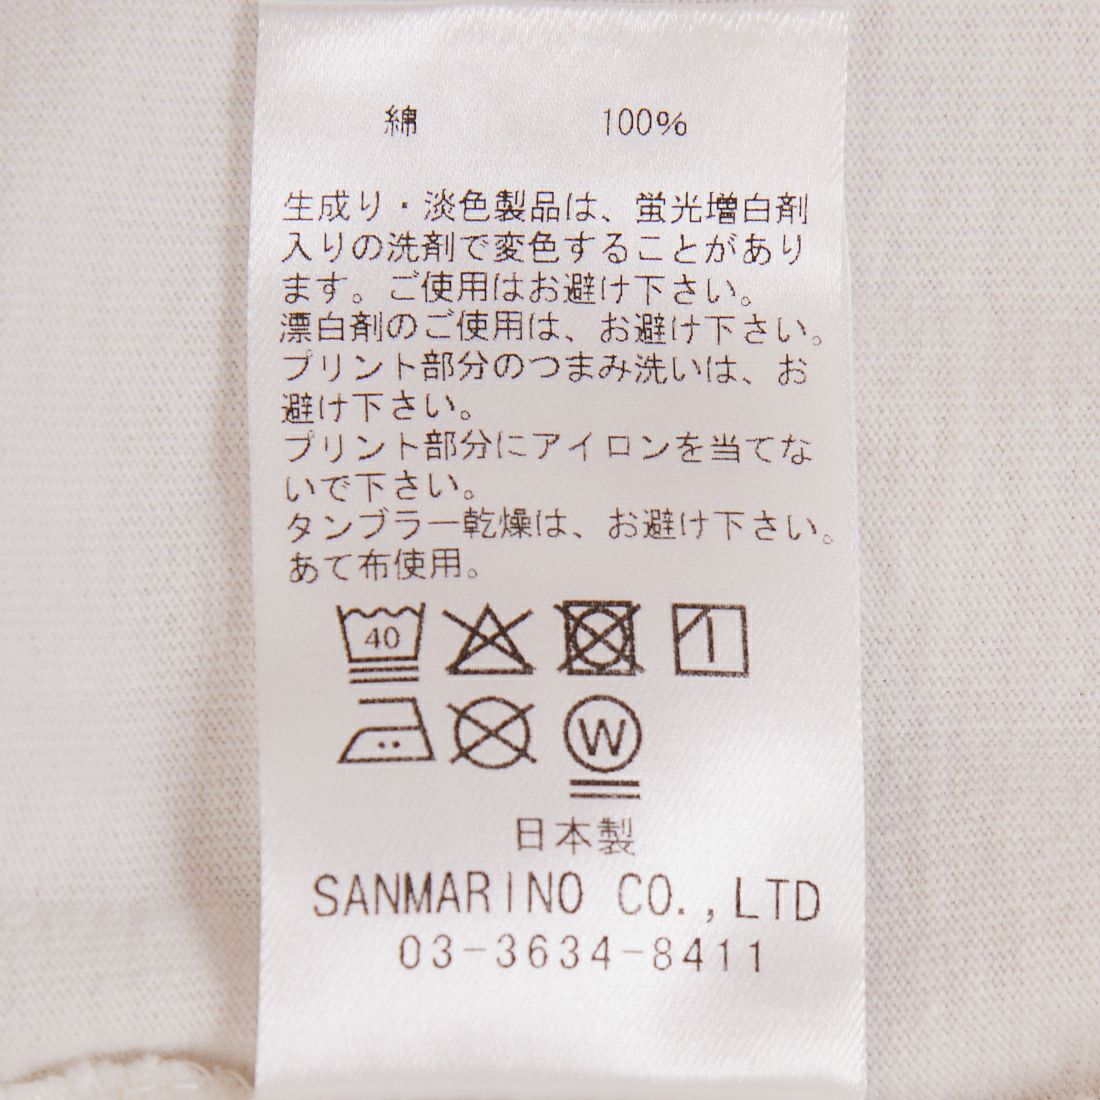 綿 100%
生成り・淡色製品は、蛍光増白剤
入りの洗剤で変色することがあり
ます。ご使用はお避け下さい。
漂白剤のご使用は、お避け下さい。
プリント部分のつまみ洗いは、お
避け下さい。
プリント部分にアイロンを当てな
いで下さい。
タンブラー乾燥は、お避け下さい。
あて布使用。
40
W
日本製
SANMARINO CO.,LTD
03-3634-8411